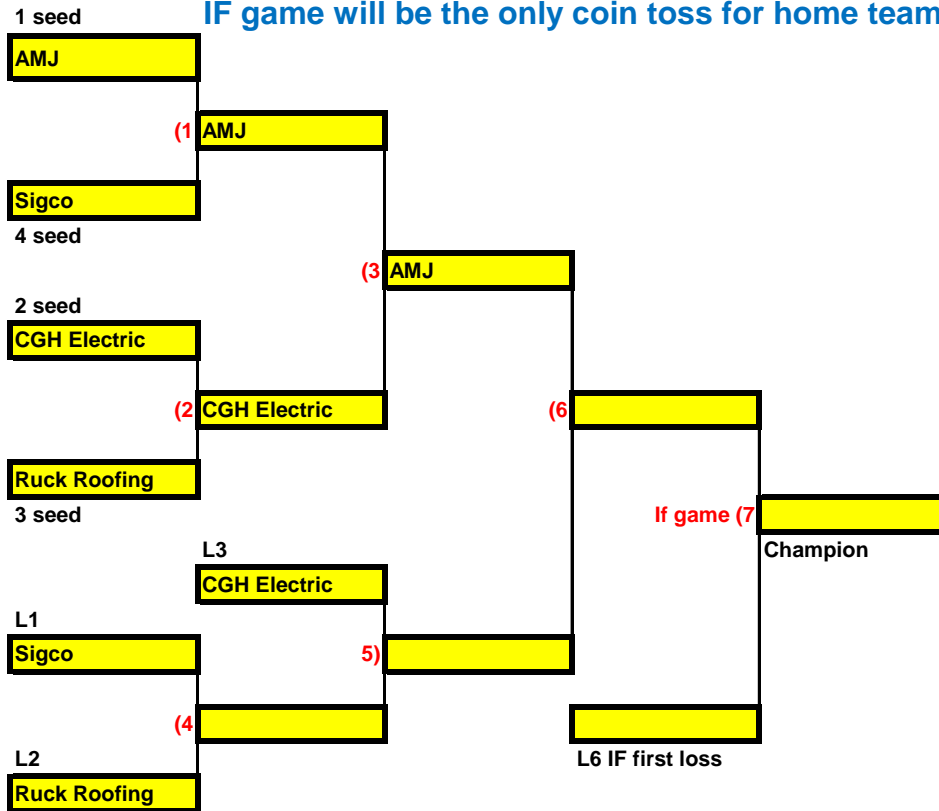 IF game will be the only coin toss for home team
1 seed
AMJ
(1 AMJ
Sigco
4 seed
(3 AMJ
2 seed
CGH Electric
(2 CGH Electric
(6
Ruck Roofing
3 seed
If game (7
Champion
L3
CGH Electric
L1
Sigco
5)
(4
L2
L6 IF first loss
Ruck Roofing